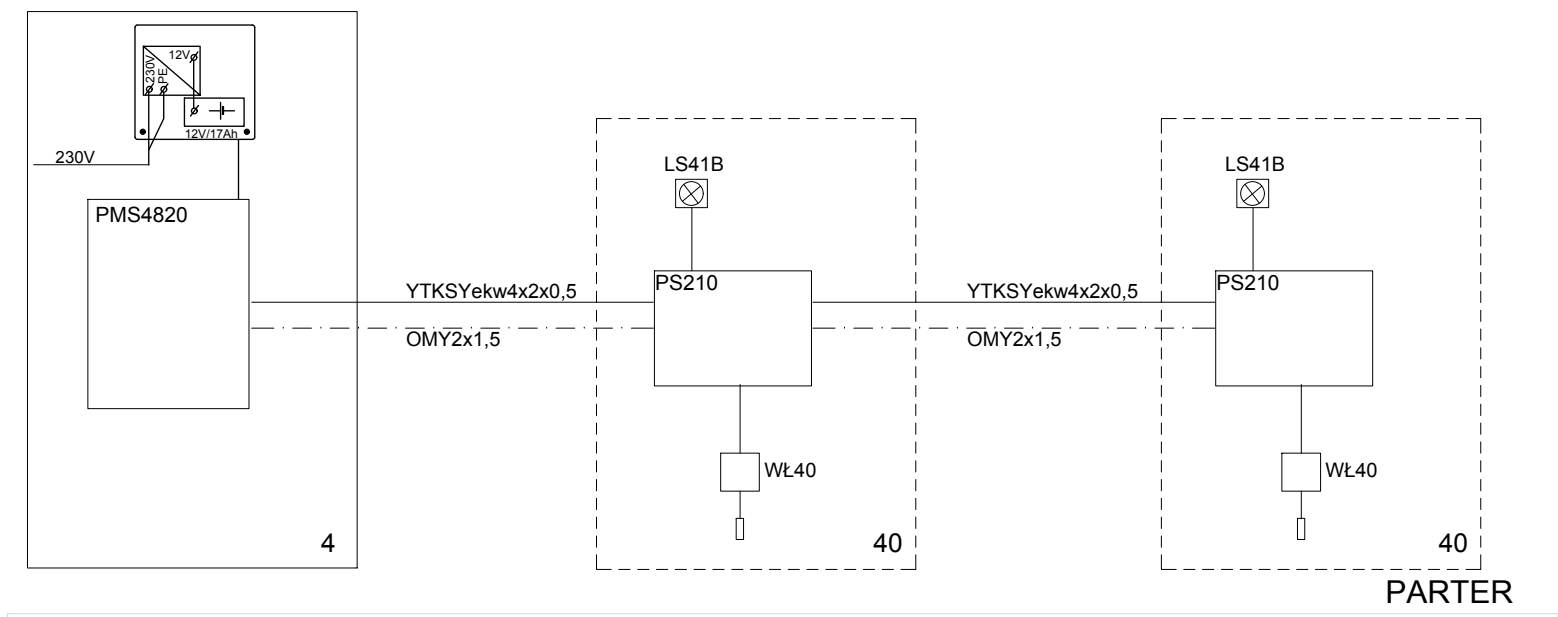 12V
230V
PE
12V/17Ah
230V
PMS4820
4
YTKSYekw4x2x0,5
OMY2x1,5
LS41B
PS210
WŁ40
40
YTKSYekw4x2x0,5
OMY2x1,5
LS41B
PS210
WŁ40
40
PARTER